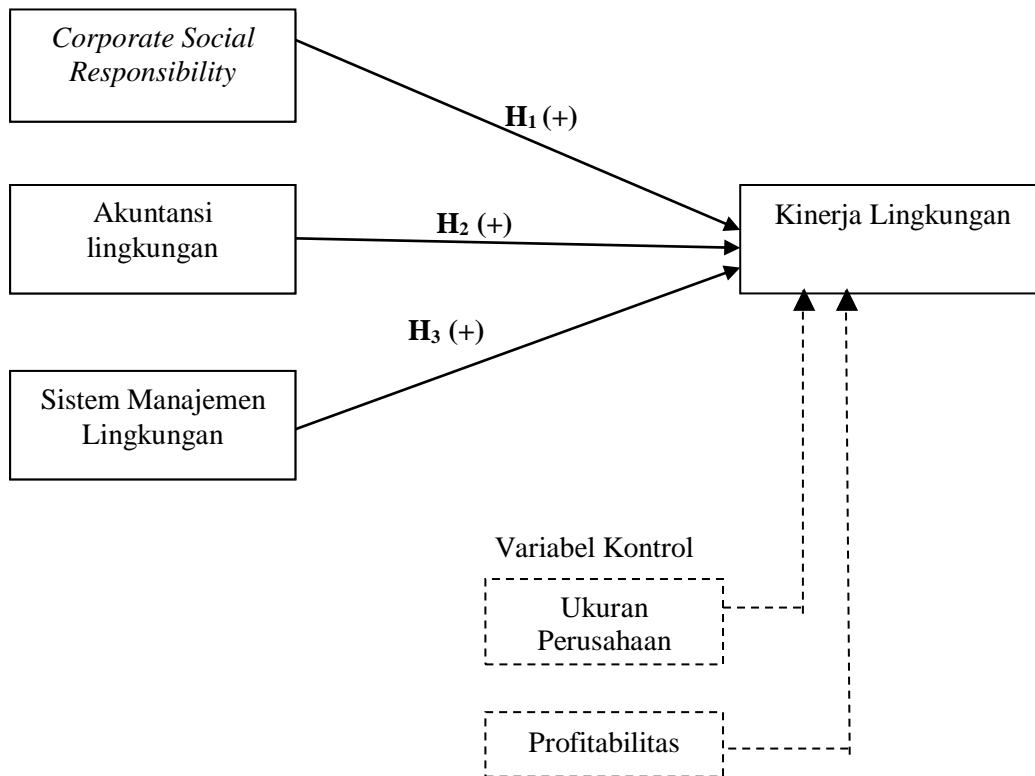 Corporate Social
Responsibility
H1 (+)
Akuntansi
lingkungan
H2 (+)
Kinerja Lingkungan
H3 (+)
Sistem Manajemen
Lingkungan
Variabel Kontrol
Ukuran
Perusahaan
Profitabilitas